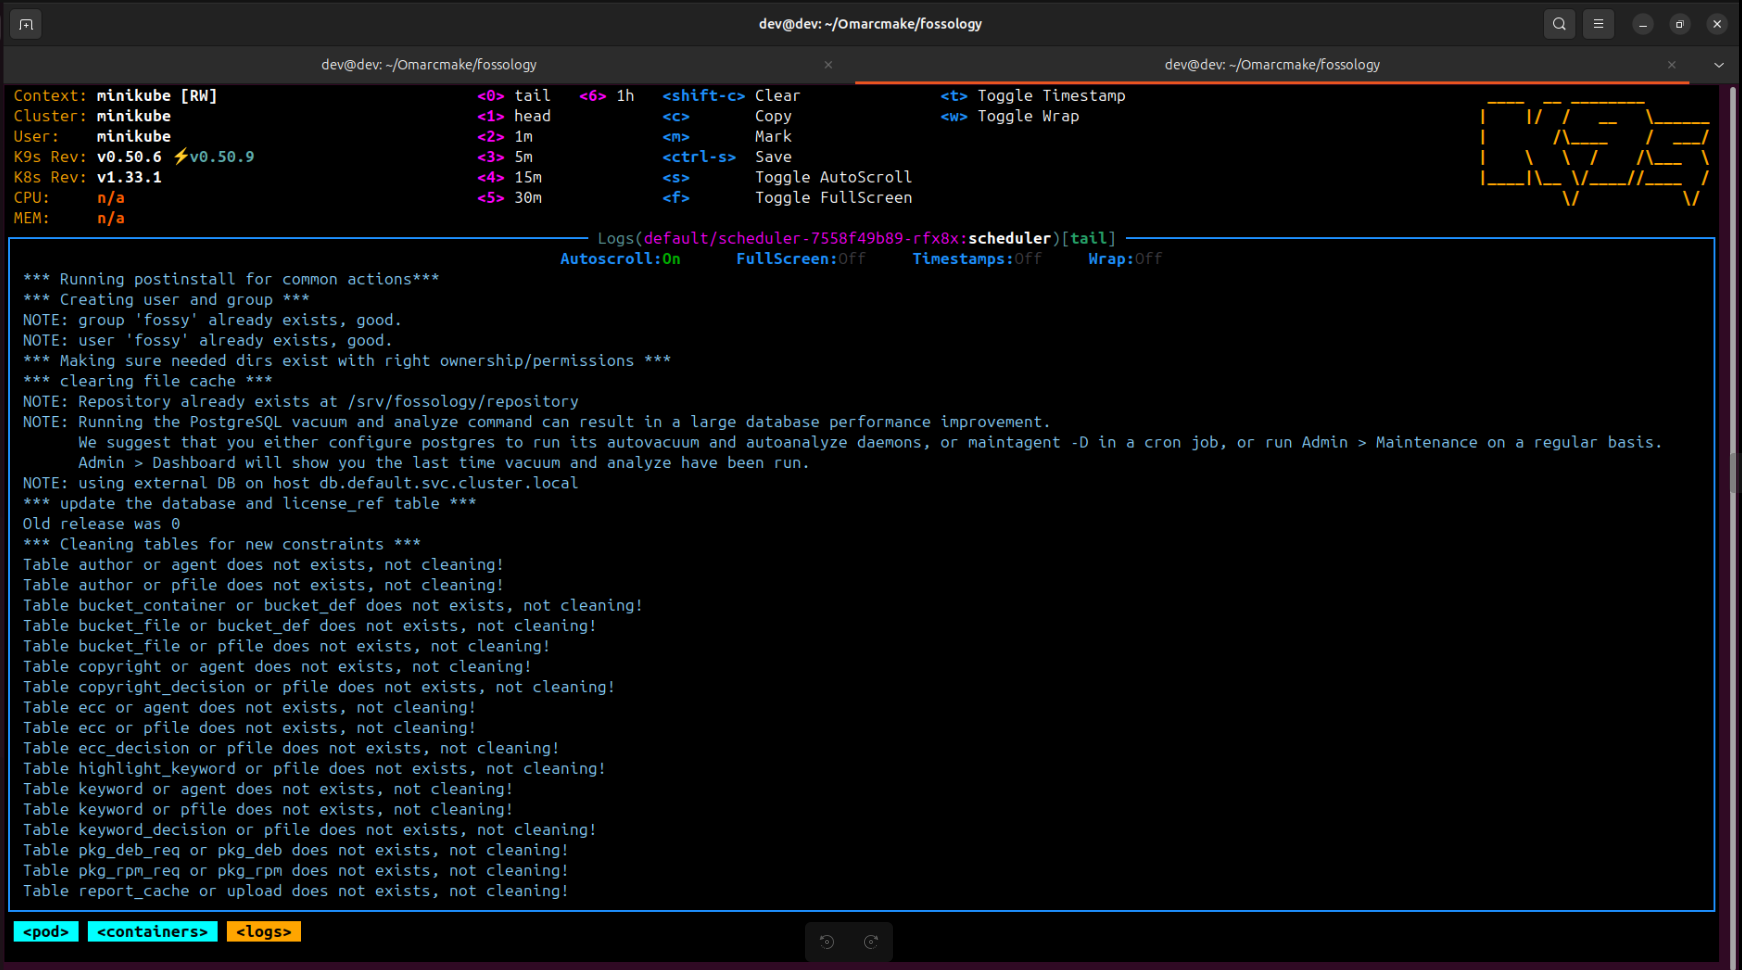 dev@dev: ~/Omarcmake/fossology
dev@dev: ~/Omarcmake/fossology
dev@dev: ~/Omarcmake/fossology
Context: minikube [RW] <0> tail <6> 1h <shift-c> Clear <t> Toggle Timestamp
Cluster: minikube <1> head <c> Copy <w> Toggle Wrap
User: minikube <2> 1m <m> Mark
K9s Rev: v0.50.6 ⚡v0.50.9 <3> 5m <ctrl-s> Save
K8s Rev: v1.33.1 <4> 15m <s> Toggle AutoScroll
CPU: n/a <5> 30m <f> Toggle FullScreen
MEM: n/a
K9s
Logs(default/scheduler-7558f49b89-rfx8x:scheduler)[tail]
Autoscroll:On FullScreen:Off Timestamps:Off Wrap:Off
*** Running postinstall for common actions***
*** Creating user and group ***
NOTE: group 'fossy' already exists, good.
NOTE: user 'fossy' already exists, good.
*** Making sure needed dirs exist with right ownership/permissions ***
*** clearing file cache ***
NOTE: Repository already exists at /srv/fossology/repository
NOTE: Running the PostgreSQL vacuum and analyze command can result in a large database performance improvement.
We suggest that you either configure postgres to run its autovacuum and autoanalyze daemons, or maintagent -D in a cron job, or run Admin > Maintenance on a regular basis.
Admin > Dashboard will show you the last time vacuum and analyze have been run.
NOTE: using external DB on host db.default.svc.cluster.local
*** update the database and license_ref table ***
Old release was 0
*** Cleaning tables for new constraints ***
Table author or agent does not exists, not cleaning!
Table author or pfile does not exists, not cleaning!
Table bucket_container or bucket_def does not exists, not cleaning!
Table bucket_file or bucket_def does not exists, not cleaning!
Table bucket_file or pfile does not exists, not cleaning!
Table copyright or agent does not exists, not cleaning!
Table copyright_decision or pfile does not exists, not cleaning!
Table ecc or agent does not exists, not cleaning!
Table ecc or pfile does not exists, not cleaning!
Table ecc_decision or pfile does not exists, not cleaning!
Table highlight_keyword or pfile does not exists, not cleaning!
Table keyword or agent does not exists, not cleaning!
Table keyword or pfile does not exists, not cleaning!
Table keyword_decision or pfile does not exists, not cleaning!
Table pkg_deb_req or pkg_deb does not exists, not cleaning!
Table pkg_rpm_req or pkg_rpm does not exists, not cleaning!
Table report_cache or upload does not exists, not cleaning!
<pod> <containers> <logs>